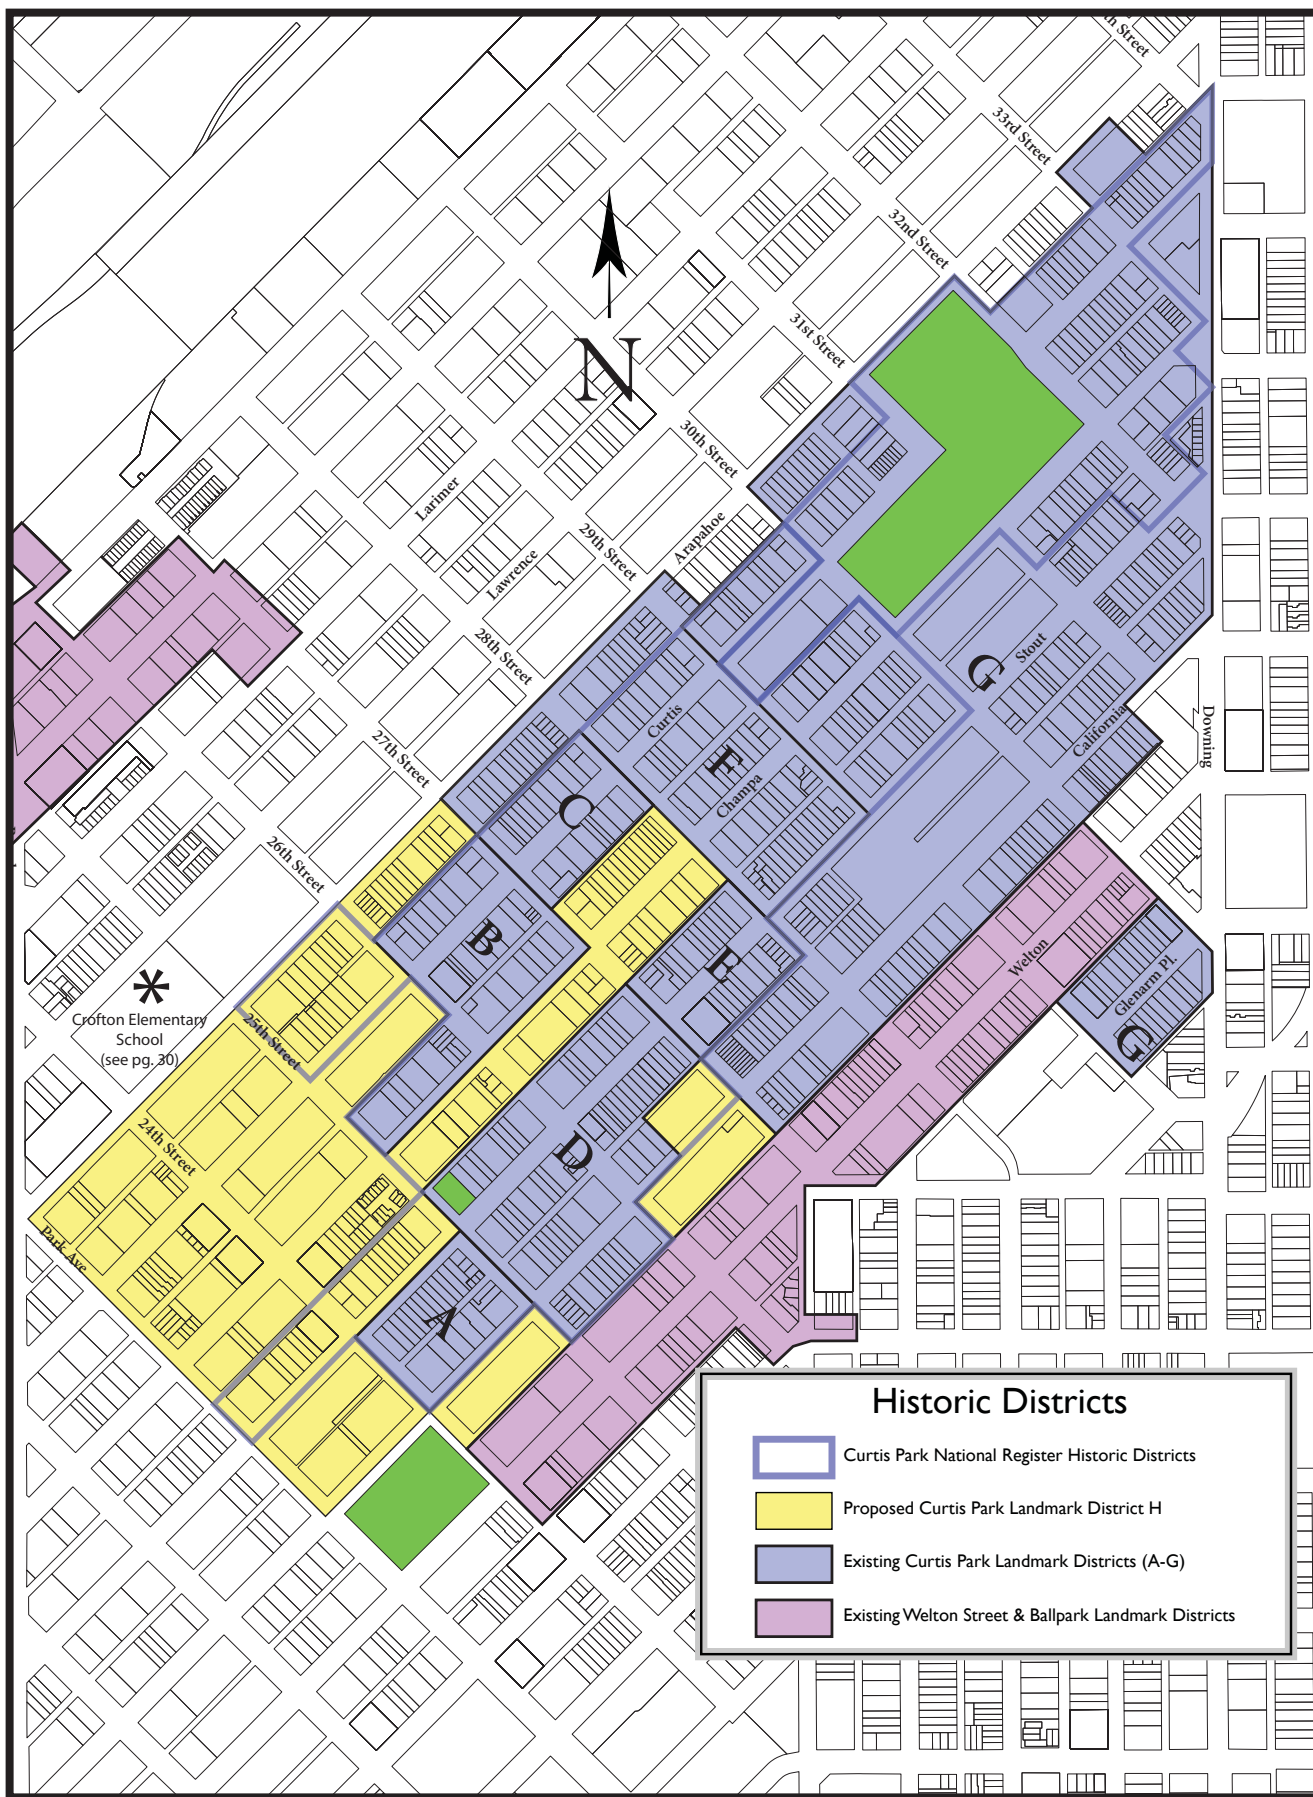 33rd Street
32nd Street
31st Street
N
30th Street
Larimer
Arapahoe
29th Street
Lawrence
28th Street
Stout
G
Curtis
California
Downing
27th Street
F
Champa
C
26th Street
B
Welton
E
Glenarm Pl.
G
*
Crofton Elementary
School
(see pg. 30)
25th Street
24th Street
D
Park Ave
A
Historic Districts
Curtis Park National Register Historic Districts
Proposed Curtis Park Landmark District H
Existing Curtis Park Landmark Districts (A-G)
Existing Welton Street & Ballpark Landmark Districts